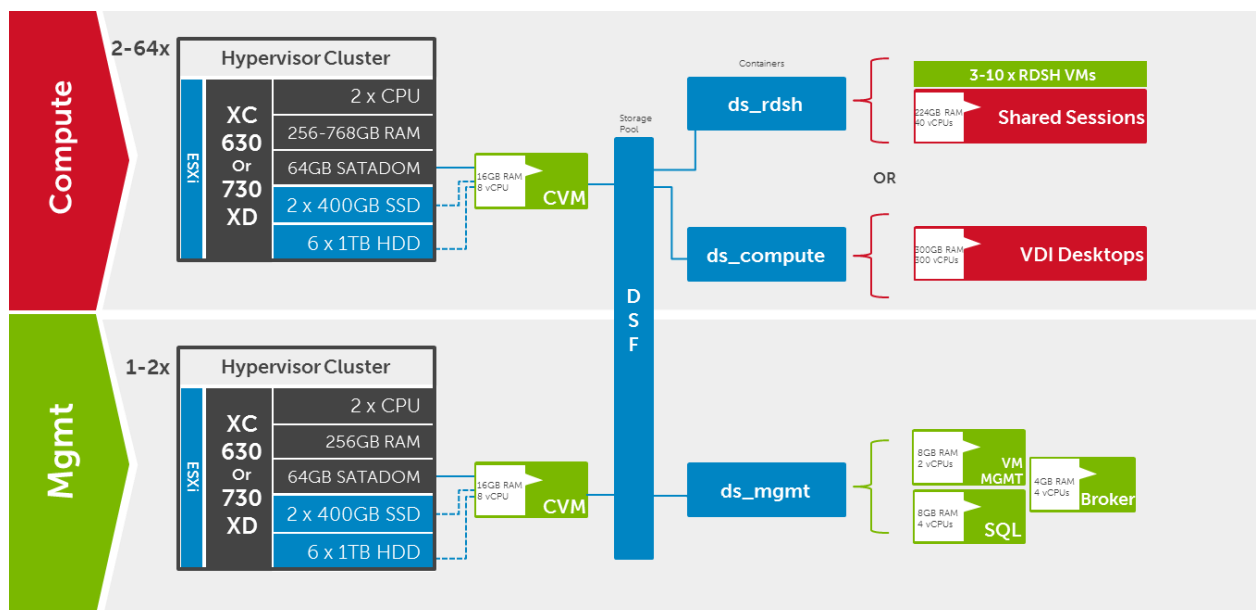 Compute
2-64x
Hypervisor Cluster
ESXi
XC
630
Or
730
XD
2 x CPU
256-768GB RAM
64GB SATADOM
2 x 400GB SSD
6 x 1TB HDD
16GB RAM
8 vCPU
CVM
Storage
Pool
D
S
F
Containers
ds_rdsh
ds_compute
3-10 x RDSH VMs
224GB RAM
40 vCPUs
Shared Sessions
OR
300GB RAM
300 vCPUs
VDI Desktops
Mgmt
1-2x
Hypervisor Cluster
ESXi
XC
630
Or
730
XD
2 x CPU
256GB RAM
64GB SATADOM
2 x 400GB SSD
6 x 1TB HDD
16GB RAM
8 vCPU
CVM
ds_mgmt
8GB RAM
2 vCPUs
VM
MGMT
4GB RAM
4 vCPUs
Broker
8GB RAM
4 vCPUs
SQL